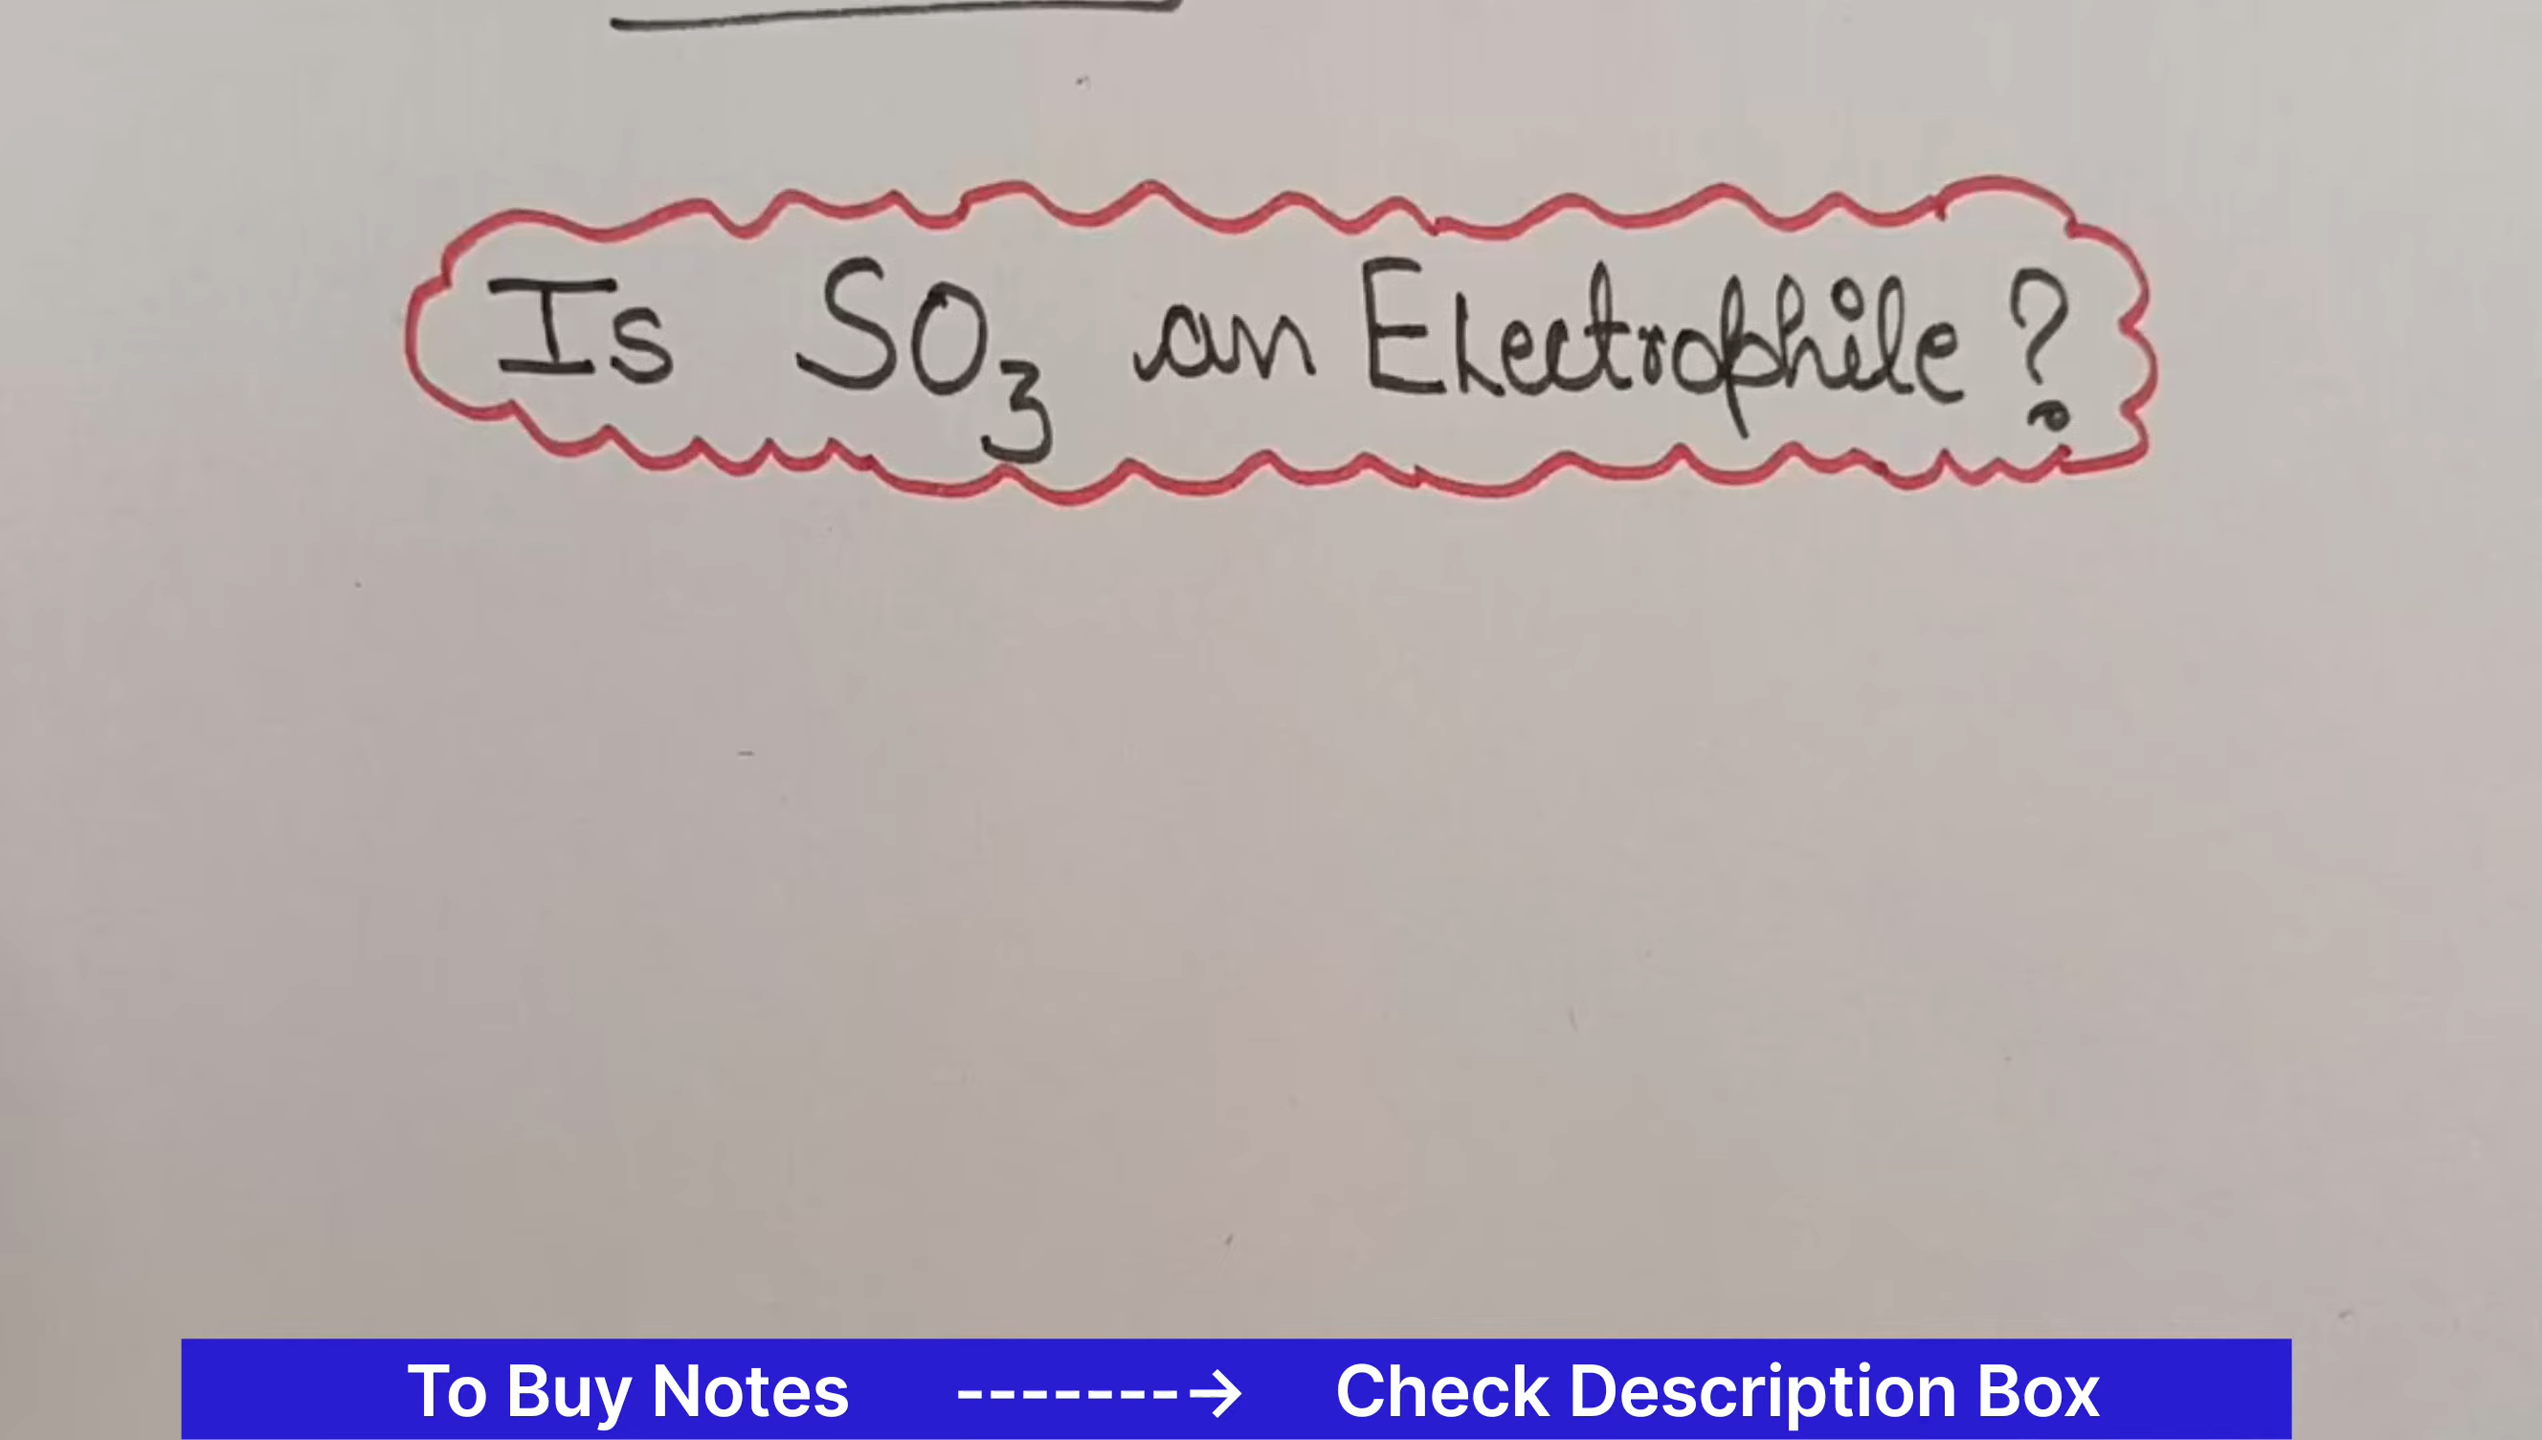 Is SO₃ an Electrophile ?
To Buy Notes -------→ Check Description Box